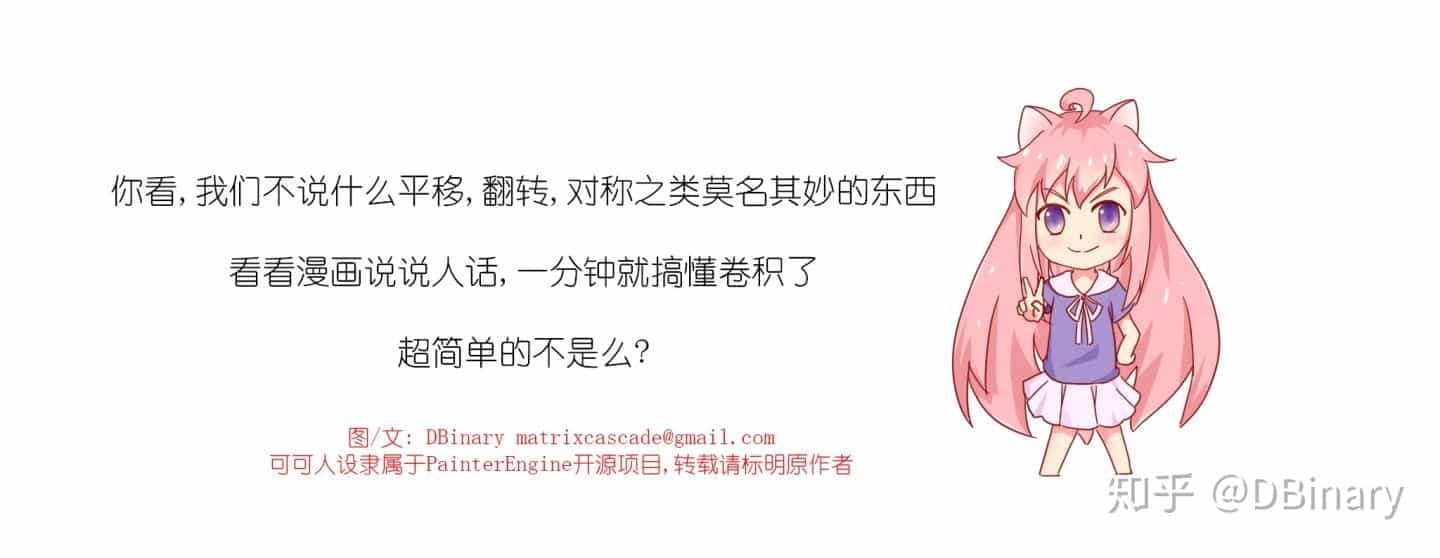 你看,我们不说什么平移,翻转,对称之类莫名其妙的东西
看看漫画说说人话,一分钟就搞懂卷积了
超简单的不是么?
图/文: DBinary matrixcascade@gmail.com
可可人设隶属于PainterEngine开源项目,转载请标明原作者
知乎 @DBinary